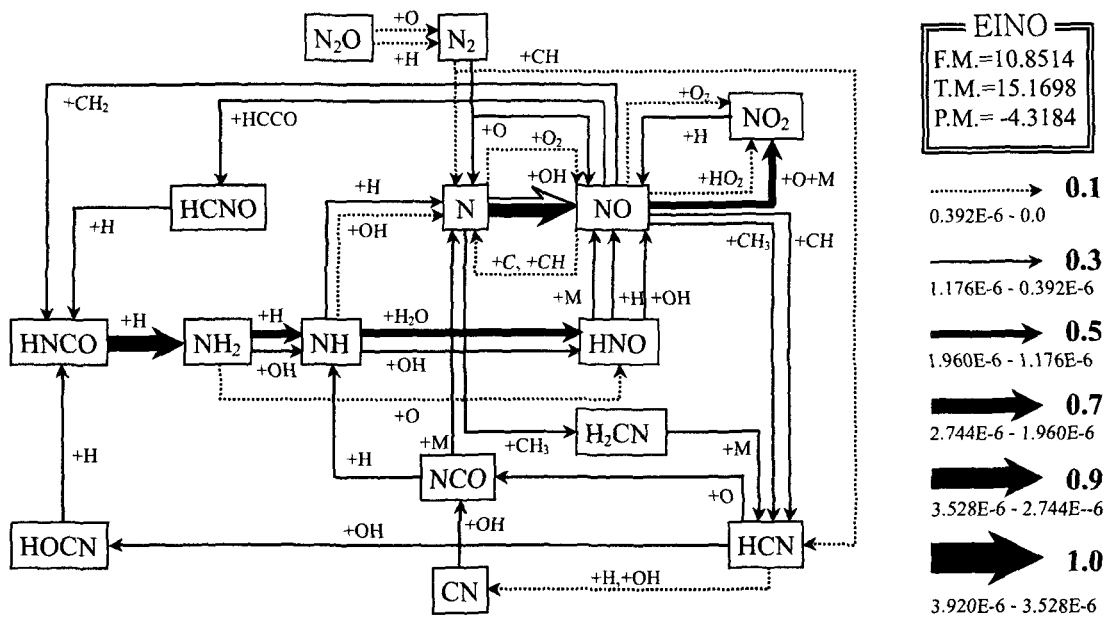 +O
N₂O
N₂
+H
+CH
EINO
F.M.=10.8514
T.M.=15.1698
P.M.= -4.3184
+CH₂
+HCCO
+O
+O₂
+O₂
NO₂
+H
+HO₂
+O+M
0.1
0.392E-6 - 0.0
HCNO
+H
+H
+OH
N
+OH
NO
+C, +CH
+CH₃
+CH
0.3
1.176E-6 - 0.392E-6
HNCO
+H
NH₂
+H
+OH
NH
+H₂O
+OH
+M
+H
+OH
HNO
0.5
1.960E-6 - 1.176E-6
+O
0.7
2.744E-6 - 1.960E-6
+H
+H
+M
+CH₃
H₂CN
+M
NCO
+O
0.9
3.528E-6 - 2.744E--6
HOCN
+OH
+OH
HCN
CN
+H,+OH
1.0
3.920E-6 - 3.528E-6